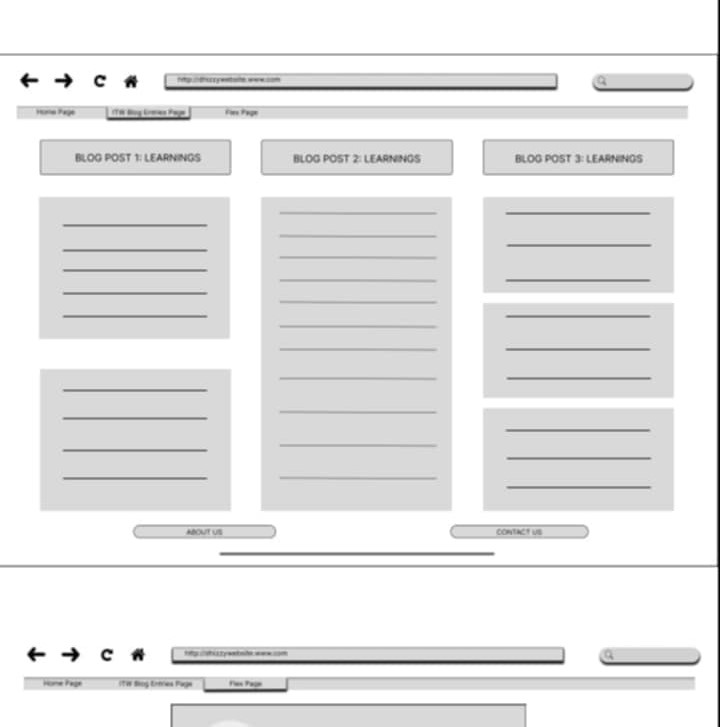 http://dhizzywebsite.www.com
Home Page ITW Blog Entries Page Flex Page
BLOG POST 1: LEARNINGS BLOG POST 2: LEARNINGS BLOG POST 3: LEARNINGS
ABOUT US CONTACT US
http://dhizzywebsite.www.com
Home Page ITW Blog Entries Page Flex Page